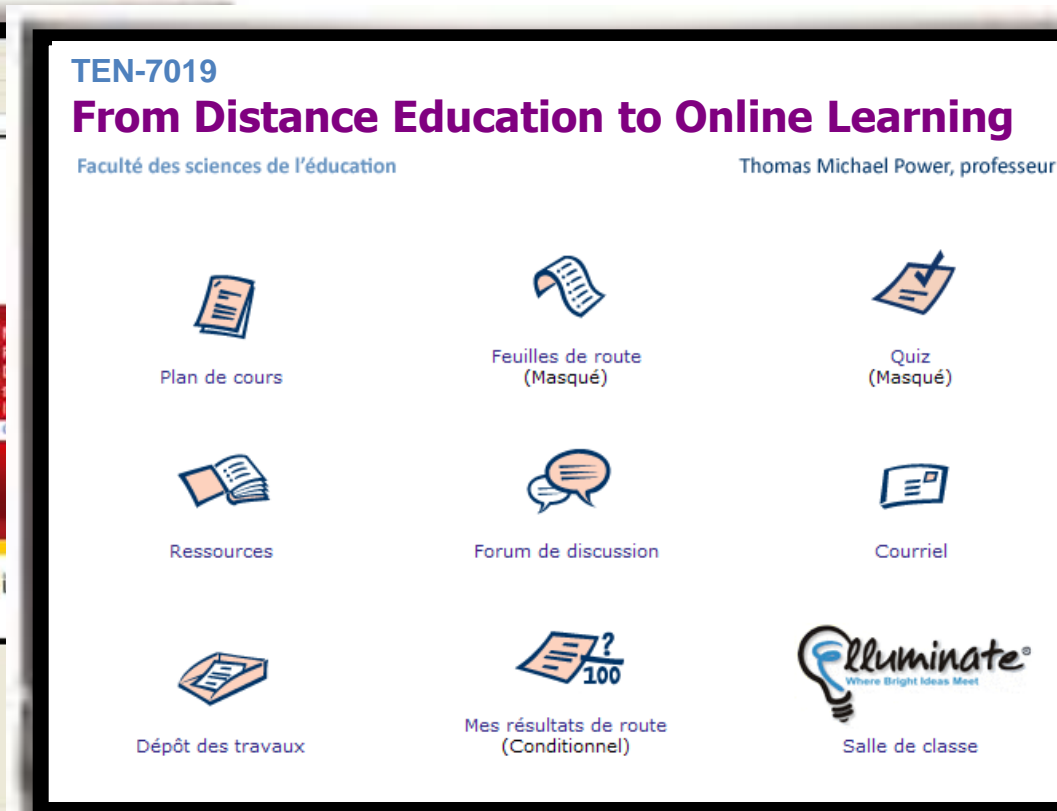 TEN-7019
From Distance Education to Online Learning
Faculté des sciences de l'éducation
Thomas Michael Power, professeur
Plan de cours
Feuilles de route
(Masqué)
Quiz
(Masqué)
Ressources
Forum de discussion
Courriel
Dépôt des travaux
?
100
Mes résultats de route
(Conditionnel)
elluminate®
Where Bright Ideas Meet
Salle de classe